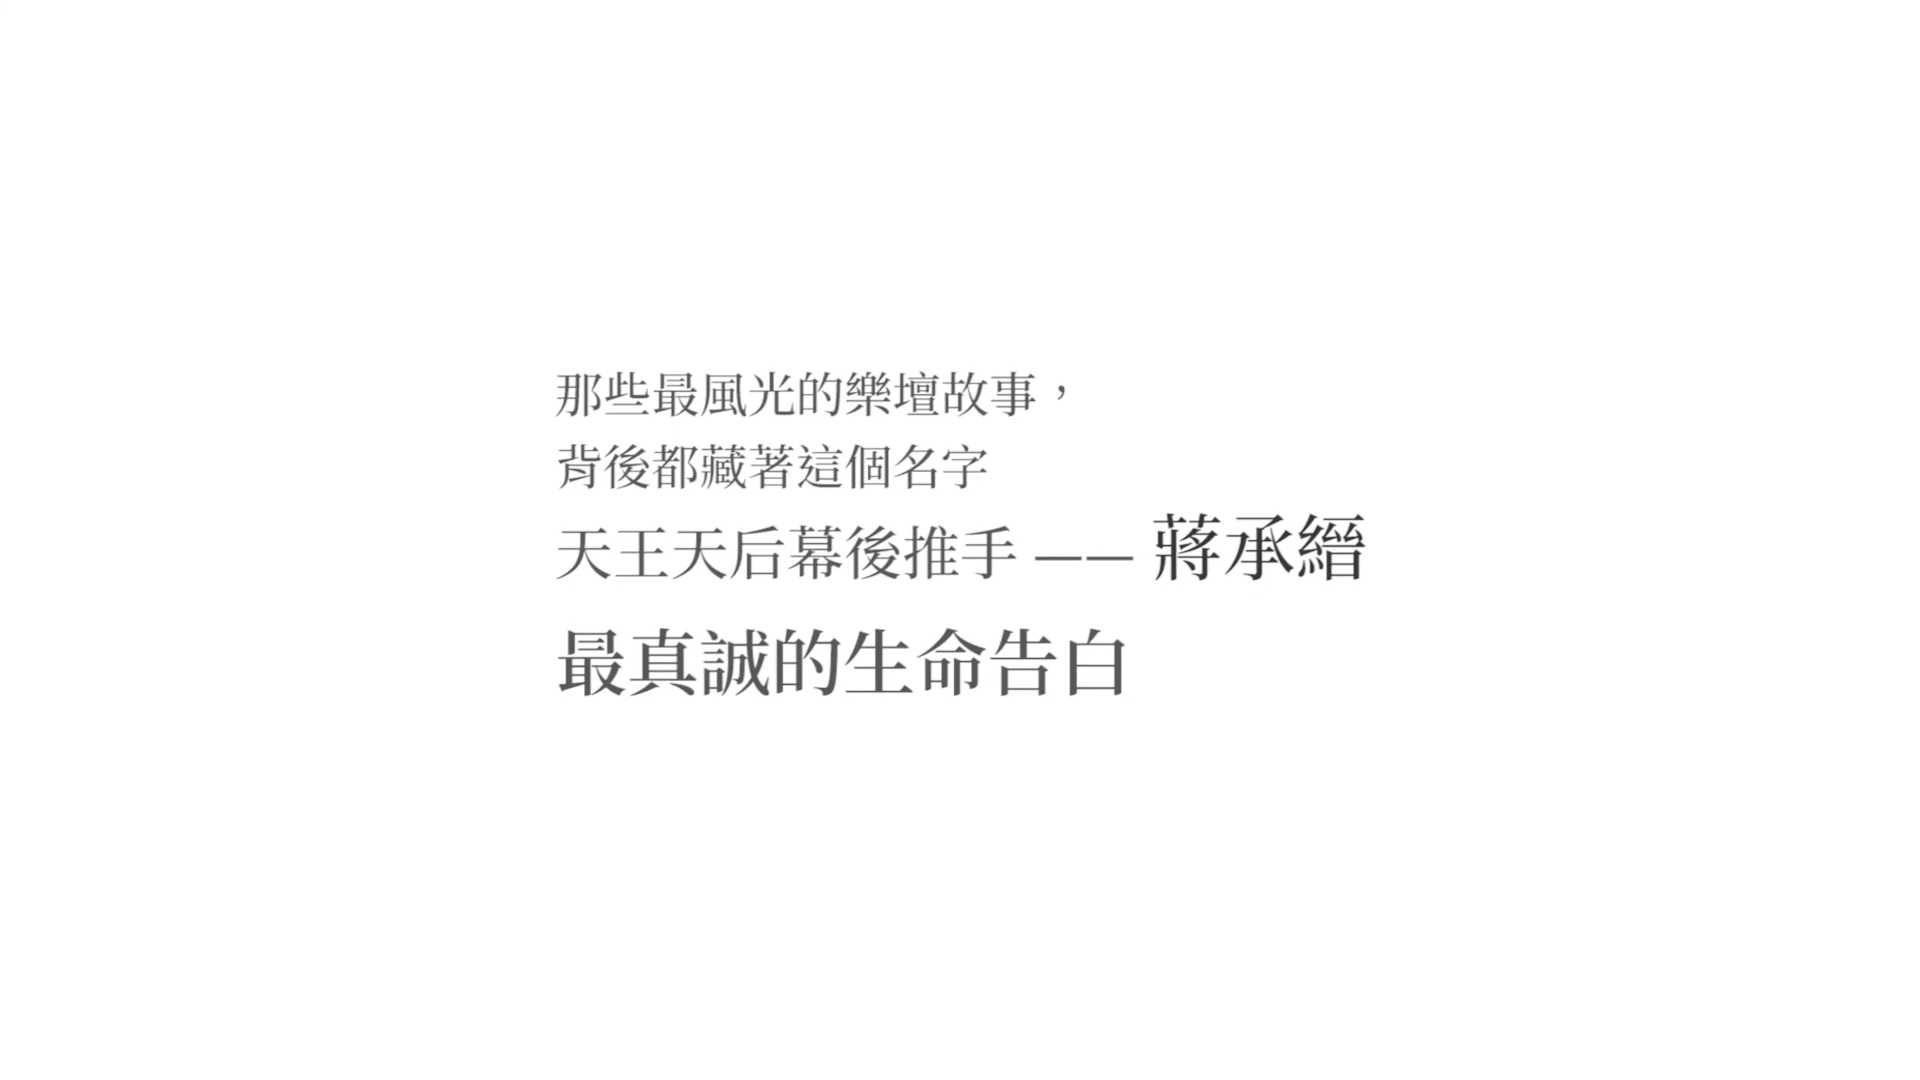 那些最風光的樂壇故事，
背後都藏著這個名字
天王天后幕後推手 —— 蔣承縉
最真誠的生命告白